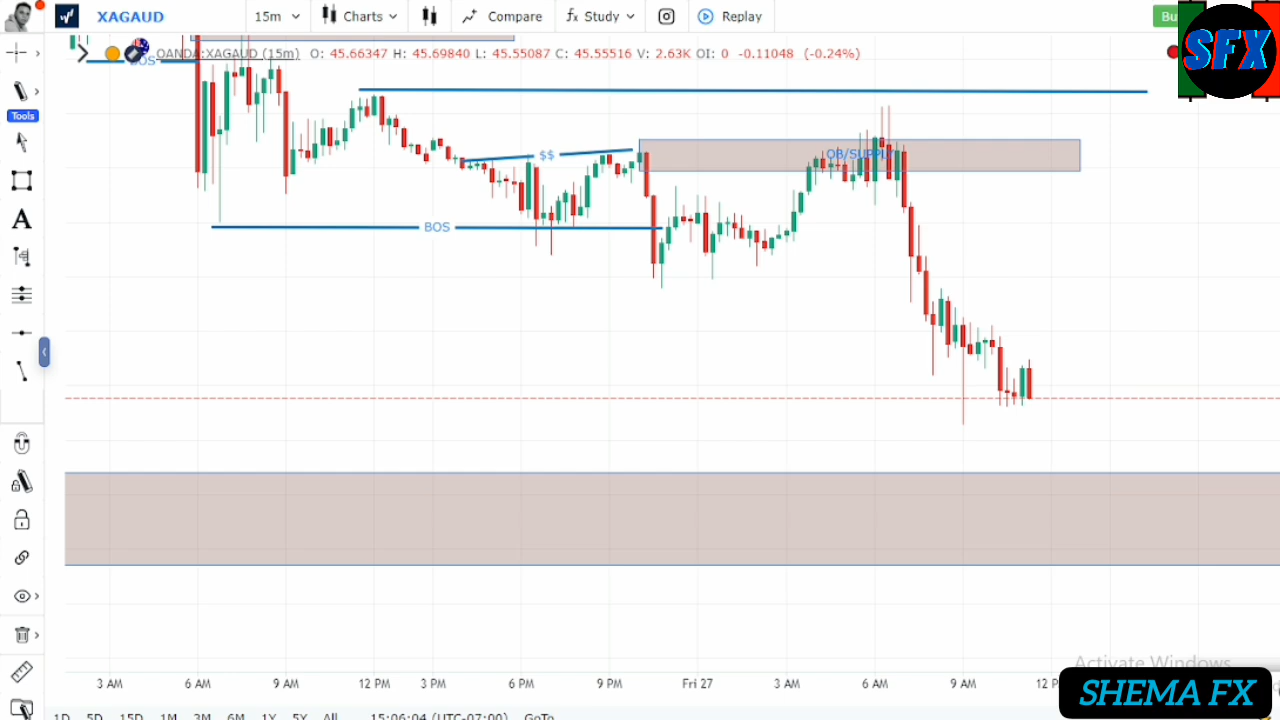 XAGAUD 15m Charts Compare Study Replay
SFX
OANDA:XAGAUD (15m) O: 45.66347 H: 45.69840 L: 45.55087 C: 45.55516 V: 2.63K OI: 0 -0.11048 (-0.24%)
BOS
Tools
$$
OB/SUPPLY
BOS
Activate Windows
3 AM 6 AM 9 AM 12 PM 3 PM 6 PM 9 PM Fri 27 3 AM 6 AM 9 AM 12 P
SHEMA FX
1D 5D 15D 1M 3M 6M 1Y 5Y All 15:06:04 (UTC-07:00) GoTo